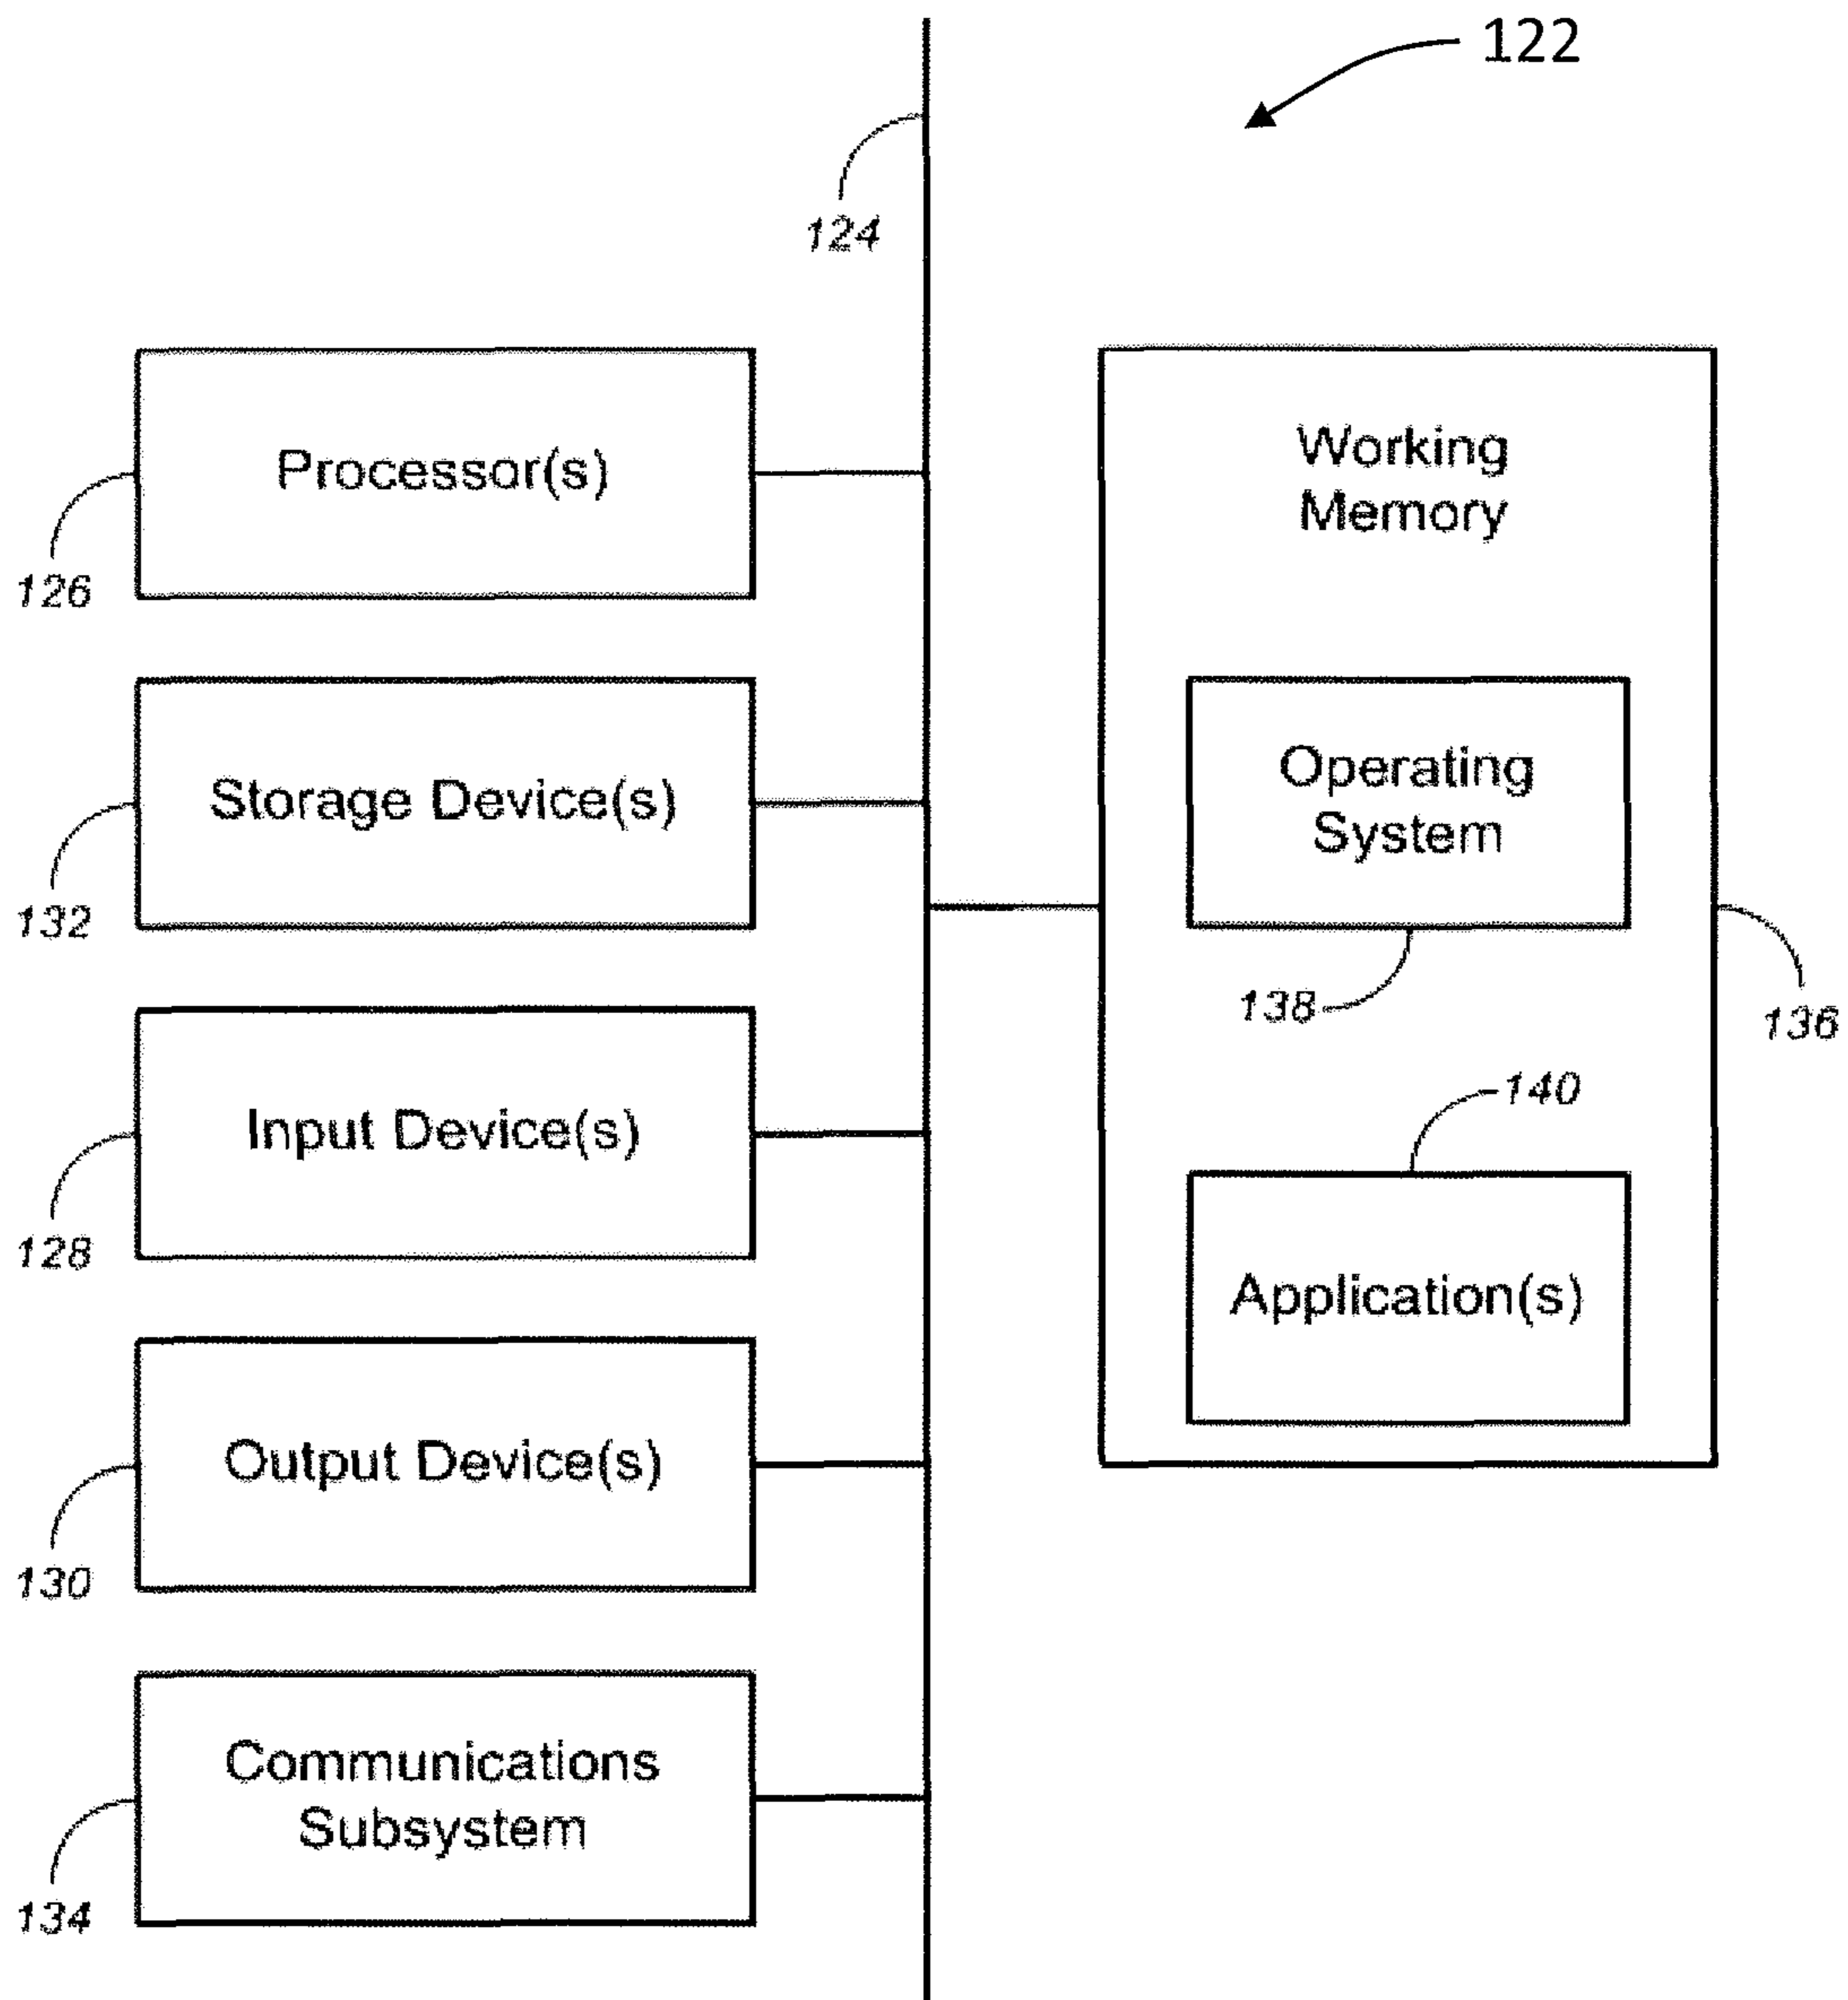 122
124
Processor(s)
126
Storage Device(s)
132
Input Device(s)
128
Output Device(s)
130
Communications
Subsystem
134
Working
Memory
Operating
System
138
136
140
Application(s)